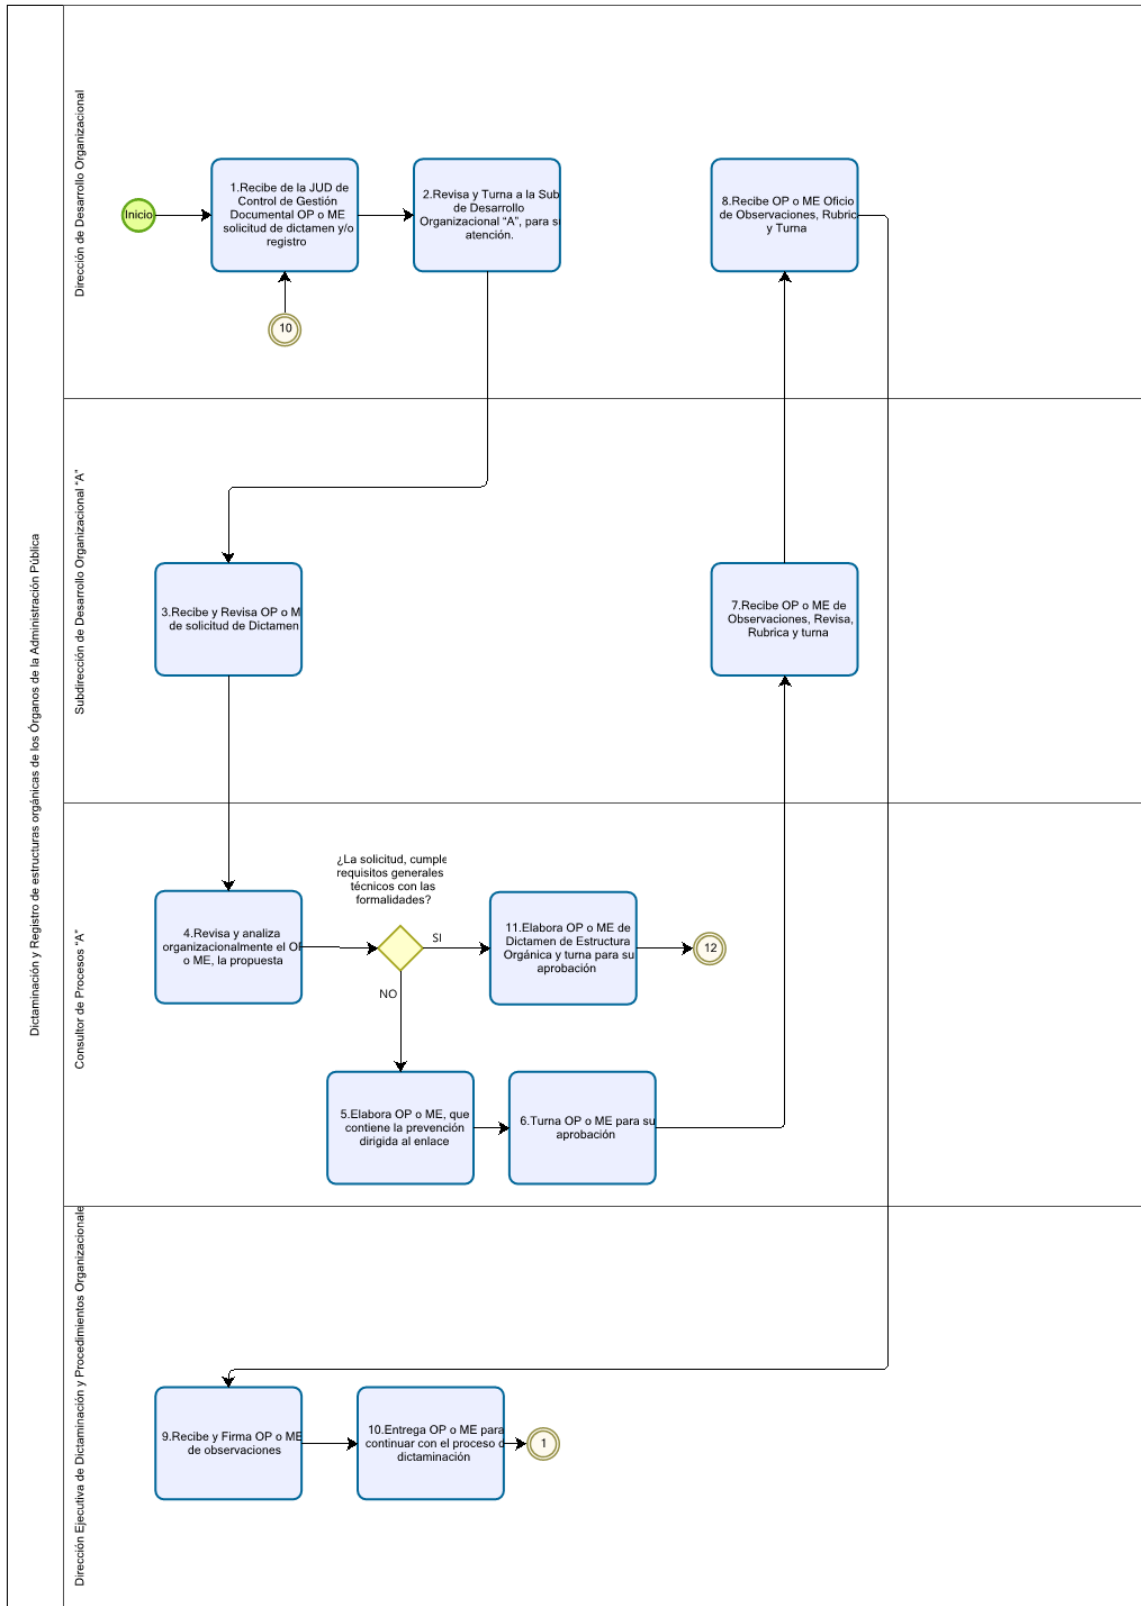 Dictaminación y Registro de estructuras orgánicas de los Órganos de la Administración Pública
Dirección de Desarrollo Organizacional
Inicio
1.Recibe de la JUD de
Control de Gestión
Documental OP o ME
solicitud de dictamen y/o
registro
10
2.Revisa y Turna a la Sub
de Desarrollo
Organizacional "A", para s
atención.
8.Recibe OP o ME Oficio
de Observaciones, Rubric
y Turna
Subdirección de Desarrollo Organizacional "A"
3.Recibe y Revisa OP o M
de solicitud de Dictamen
7.Recibe OP o ME de
Observaciones, Revisa,
Rubrica y turna
Consultor de Procesos "A"
4.Revisa y analiza
organizacionalmente el O
o ME, la propuesta
¿La solicitud, cumple
requisitos generales
técnicos con las
formalidades?
SI
NO
11.Elabora OP o ME de
Dictamen de Estructura
Orgánica y turna para su
aprobación
12
5.Elabora OP o ME, que
contiene la prevención
dirigida al enlace
6.Turna OP o ME para su
aprobación
Dirección Ejecutiva de Dictaminación y Procedimientos Organizacionale
9.Recibe y Firma OP o ME
de observaciones
10.Entrega OP o ME para
continuar con el proceso d
dictaminación
1